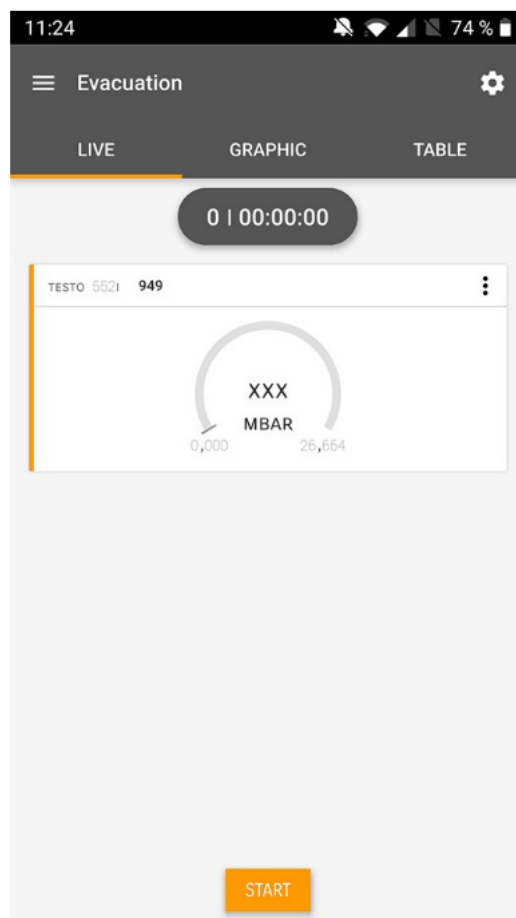 11:24 74 %
Evacuation
LIVE GRAPHIC TABLE
0 | 00:00:00
TESTO 552I 949
XXX
MBAR
0,000 26,664
START